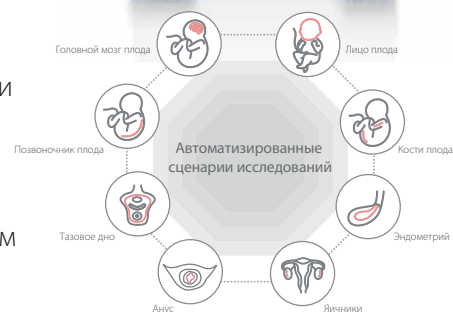 Головной мозг плода
Лицо плода
И
Позвоночник плода
Автоматизированные
сценарии исследований
Кости плода
М
Тазовое дно
Эндометрий
Анус
Яичники